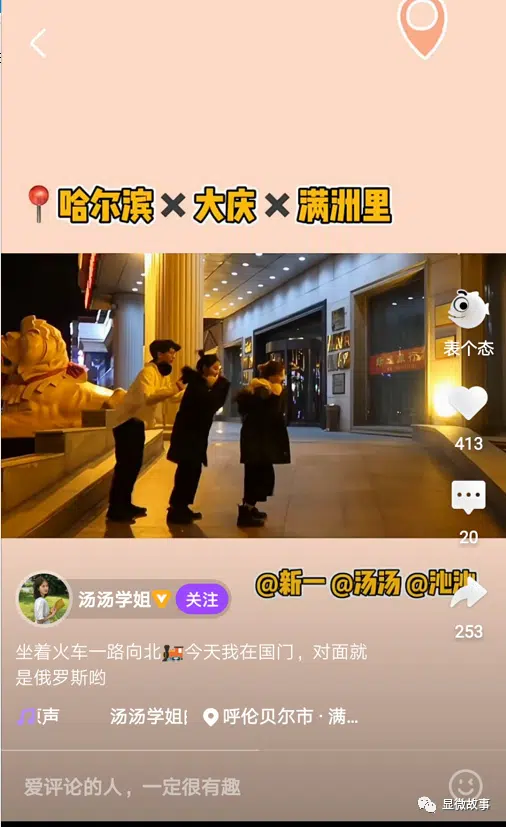 哈尔滨×大庆×满洲里
表个态
413
20
@新一 @汤汤 @沁沁
汤汤学姐
关注
253
坐着火车一路向北🚂今天我在国门，对面就
是俄罗斯哟
原声
汤汤学姐
呼伦贝尔市 · 满...
爱评论的人，一定很有趣
显微故事